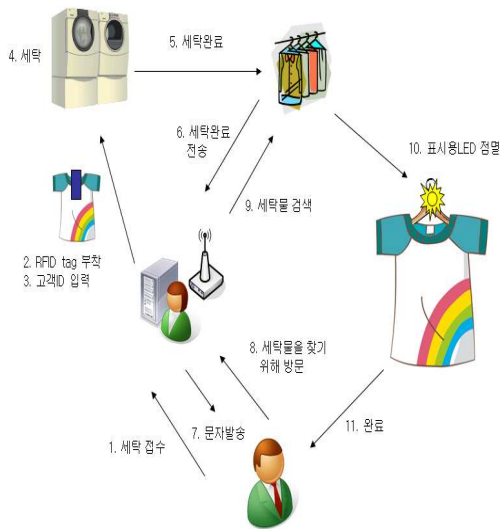 4. 세탁
5. 세탁완료
6. 세탁완료
전송
10. 표시용LED 점멸
9. 세탁물 검색
2. RFID tag 부착
3. 고객ID 입력
8. 세탁물을 찾기
위해 방문
7. 문자발송
1. 세탁 접수
11. 완료